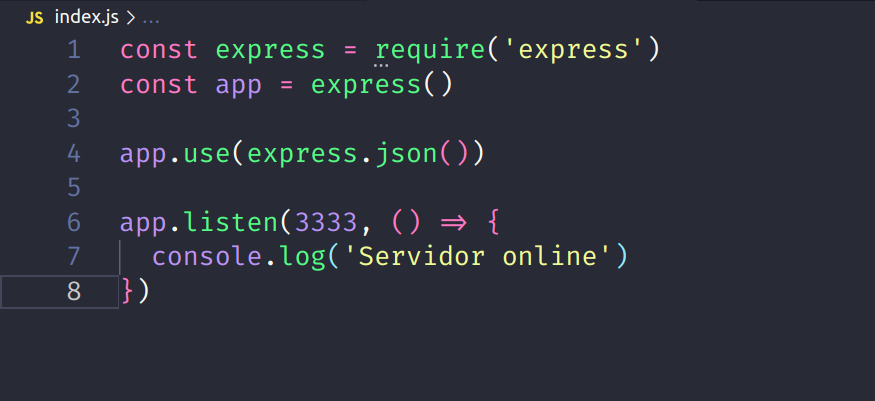 JS index.js > ...
1 const express = require('express')
2 const app = express()
3
4 app.use(express.json())
5
6 app.listen(3333, () => {
7   console.log('Servidor online')
8 })